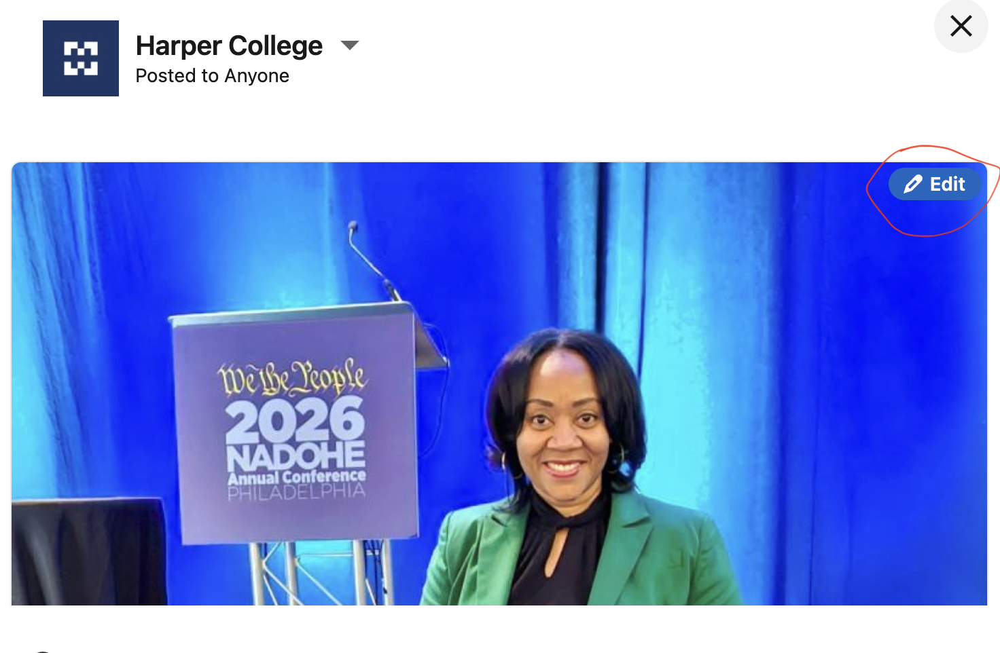 Harper College
Posted to Anyone
Edit
We the People
2026
NADOHE
Annual Conference
PHILADELPHIA